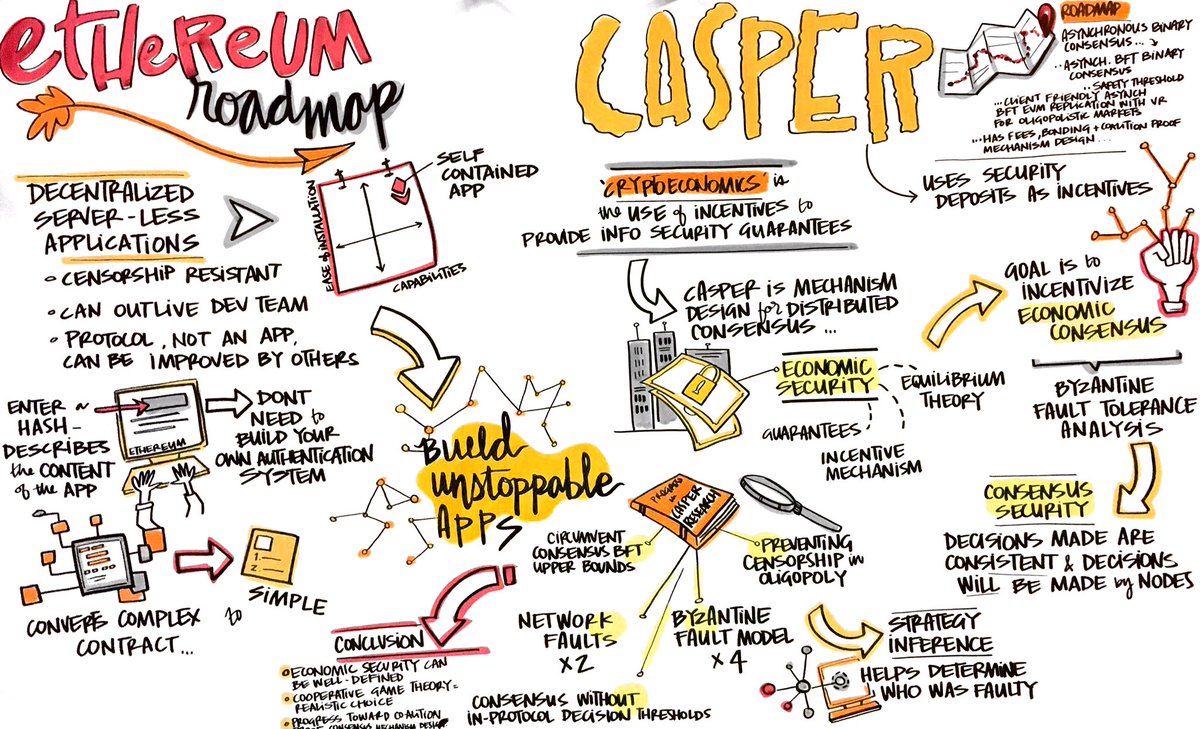 ETHEREUM
roadmap
DECENTRALIZED
SERVER-LESS
APPLICATIONS
CENSORSHIP RESISTANT
CAN OUTLIVE DEV TEAM
PROTOCOL, NOT AN APP,
CAN BE IMPROVED BY OTHERS
EASE of INSTALLATION
CAPABILITIES
SELF
CONTAINED
APP
ENTER
HASH -
DESCRIBES
the CONTENT
of the APP
ETHEREUM
DONT
NEED to
BUILD YOUR
OWN AUTHENTICATION
SYSTEM
CONVERS COMPLEX to
CONTRACT...
1.
2.
SIMPLE
BUILD
unstoppable
APPS
CASPER
ROADMAP
ASYNCHRONOUS BINARY
CONSENSUS...
..ASYNCH. BFT BINARY
CONSENSUS
..SAFETY THRESHOLD
...CLIENT FRIENDLY ASYNCH
BFT EVM REPLICATION WITH VR
FOR OLIGOPOLISTIC MARKETS
...HAS FEES, BONDING + COALITION PROOF
MECHANISM DESIGN...
'CRYPTOECONOMICS' is
the USE of INCENTIVES to
PROVIDE INFO SECURITY GUARANTEES
USES SECURITY
DEPOSITS AS INCENTIVES
CASPER IS MECHANISM
DESIGN for DISTRIBUTED
CONSENSUS ...
ECONOMIC
SECURITY
EQUILIBRIUM
THEORY
GUARANTEES
INCENTIVE
MECHANISM
GOAL IS to
INCENTIVIZE
ECONOMIC
CONSENSUS
BYZANTINE
FAULT TOLERANCE
ANALYSIS
CONSENSUS
SECURITY
DECISIONS MADE ARE
CONSISTENT & DECISIONS
WILL BE MADE by NODES
PROGRESS in
CASPER
RESEARCH
CIRCUMVENT
CONSENSUS BFT
UPPER BOUNDS
PREVENTING
CENSORSHIP in
OLIGOPOLY
NETWORK
FAULTS
x2
BYZANTINE
FAULT MODEL
x 4
CONSENSUS WITHOUT
IN-PROTOCOL DECISION THRESHOLDS
STRATEGY
INFERENCE
HELPS DETERMINE
WHO WAS FAULTY
CONCLUSION
ECONOMIC SECURITY CAN
BE WELL-DEFINED
COOPERATIVE GAME THEORY =
REALISTIC CHOICE
PROGRESS TOWARD COALITION
PROOF CONSENSUS MECHANISM DESIGN